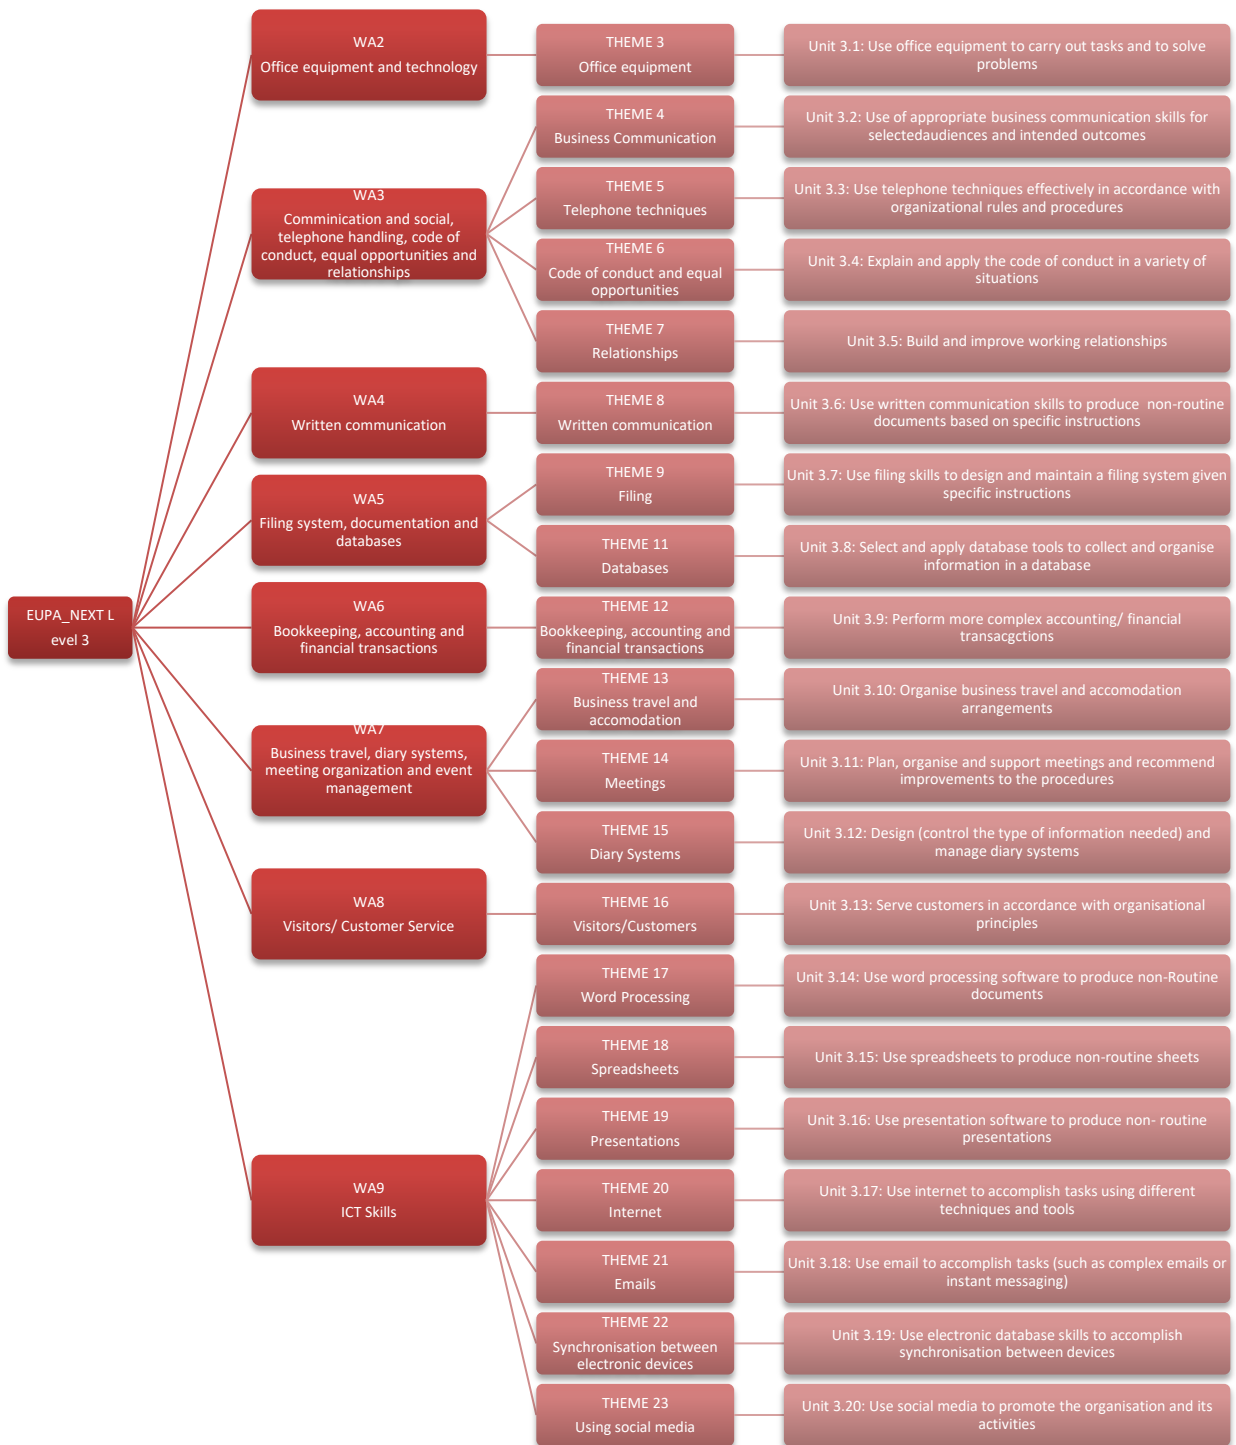 WA2
Office equipment and technology
THEME 3
Office equipment
Unit 3.1: Use office equipment to carry out tasks and to solve
problems
WA3
Comminication and social,
telephone handling, code of
conduct, equal opportunities and
relationships
THEME 4
Business Communication
Unit 3.2: Use of appropriate business communication skills for
selectedaudiences and intended outcomes
THEME 5
Telephone techniques
Unit 3.3: Use telephone techniques effectively in accordance with
organizational rules and procedures
THEME 6
Code of conduct and equal
opportunities
Unit 3.4: Explain and apply the code of conduct in a variety of
situations
THEME 7
Relationships
Unit 3.5: Build and improve working relationships
WA4
Written communication
THEME 8
Written communication
Unit 3.6: Use written communication skills to produce  non-routine
documents based on specific instructions
WA5
Filing system, documentation and
databases
THEME 9
Filing
Unit 3.7: Use filing skills to design and maintain a filing system given
specific instructions
THEME 11
Databases
Unit 3.8: Select and apply database tools to collect and organise
information in a database
EUPA_NEXT L
evel 3
WA6
Bookkeeping, accounting and
financial transactions
THEME 12
Bookkeeping, accounting and
financial transactions
Unit 3.9: Perform more complex accounting/ financial
transacgctions
WA7
Business travel, diary systems,
meeting organization and event
management
THEME 13
Business travel and
accomodation
Unit 3.10: Organise business travel and accomodation
arrangements
THEME 14
Meetings
Unit 3.11: Plan, organise and support meetings and recommend
improvements to the procedures
THEME 15
Diary Systems
Unit 3.12: Design (control the type of information needed) and
manage diary systems
WA8
Visitors/ Customer Service
THEME 16
Visitors/Customers
Unit 3.13: Serve customers in accordance with organisational
principles
WA9
ICT Skills
THEME 17
Word Processing
Unit 3.14: Use word processing software to produce non-Routine
documents
THEME 18
Spreadsheets
Unit 3.15: Use spreadsheets to produce non-routine sheets
THEME 19
Presentations
Unit 3.16: Use presentation software to produce non- routine
presentations
THEME 20
Internet
Unit 3.17: Use internet to accomplish tasks using different
techniques and tools
THEME 21
Emails
Unit 3.18: Use email to accomplish tasks (such as complex emails or
instant messaging)
THEME 22
Synchronisation between
electronic devices
Unit 3.19: Use electronic database skills to accomplish
synchronisation between devices
THEME 23
Using social media
Unit 3.20: Use social media to promote the organisation and its
activities